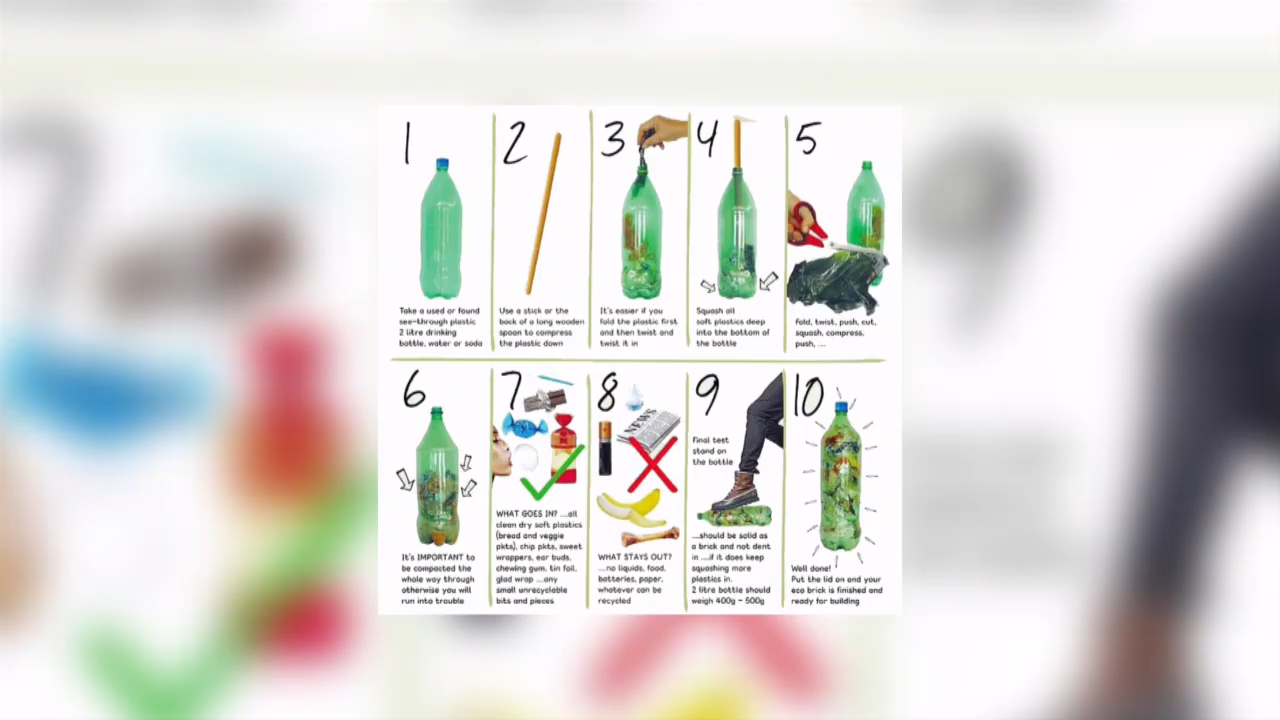 1
Take a used or found
see-through plastic
2 litre drinking
bottle, water or soda
2
Use a stick or the
back of a long wooden
spoon to compress
the plastic down
3
It's easier if you
fold the plastic first
and then twist and
twist it in
4
Squash all
soft plastics deep
into the bottom of
the bottle
5
fold, twist, push, cut,
squash, compress,
push, ...
6
It's IMPORTANT to
be compacted the
whole way through
otherwise you will
run into trouble
7
WHAT GOES IN? ....all
clean dry soft plastics
(bread and veggie
pkts), chip pkts, sweet
wrappers, ear buds,
chewing gum, tin foil,
glad wrap ....any
small unrecyclable
bits and pieces
8
NEWS
WHAT STAYS OUT?
....no liquids, food,
batteries, paper,
whatever can be
recycled
9
Final test
stand on
the bottle
....should be solid as
a brick and not dent
in ....if it does keep
squashing more
plastics in.
2 litre bottle should
weigh 400g - 500g
10
Well done!
Put the lid on and your
eco brick is finished and
ready for building